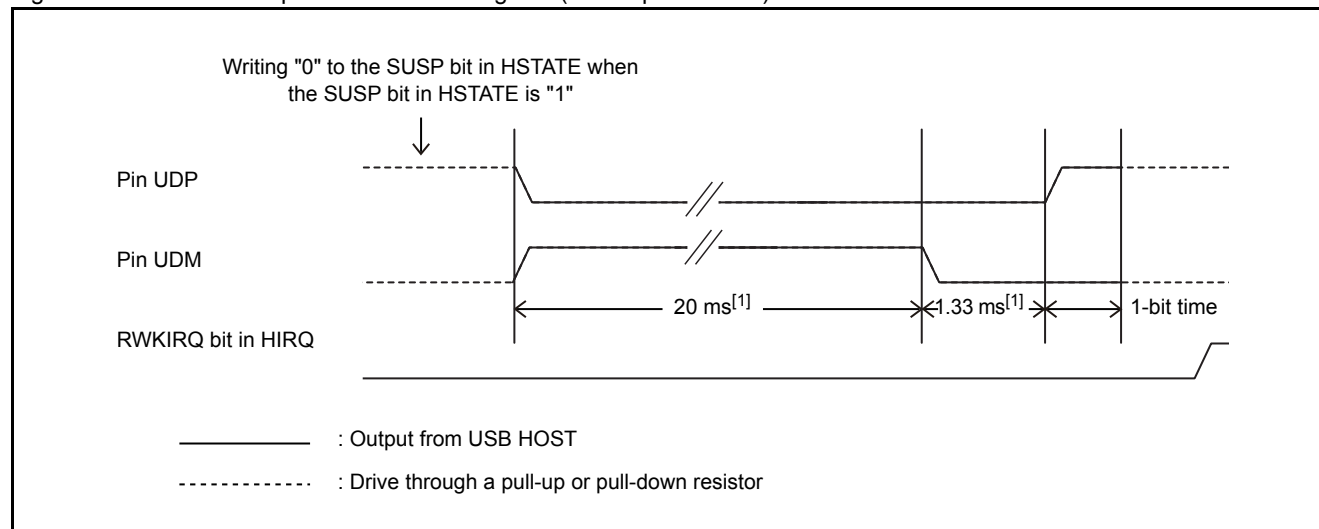 Writing "0" to the SUSP bit in HSTATE when
the SUSP bit in HSTATE is "1"
Pin UDP
Pin UDM
20 ms[1]
1.33 ms[1]
1-bit time
RWKIRQ bit in HIRQ
: Output from USB HOST
: Drive through a pull-up or pull-down resistor